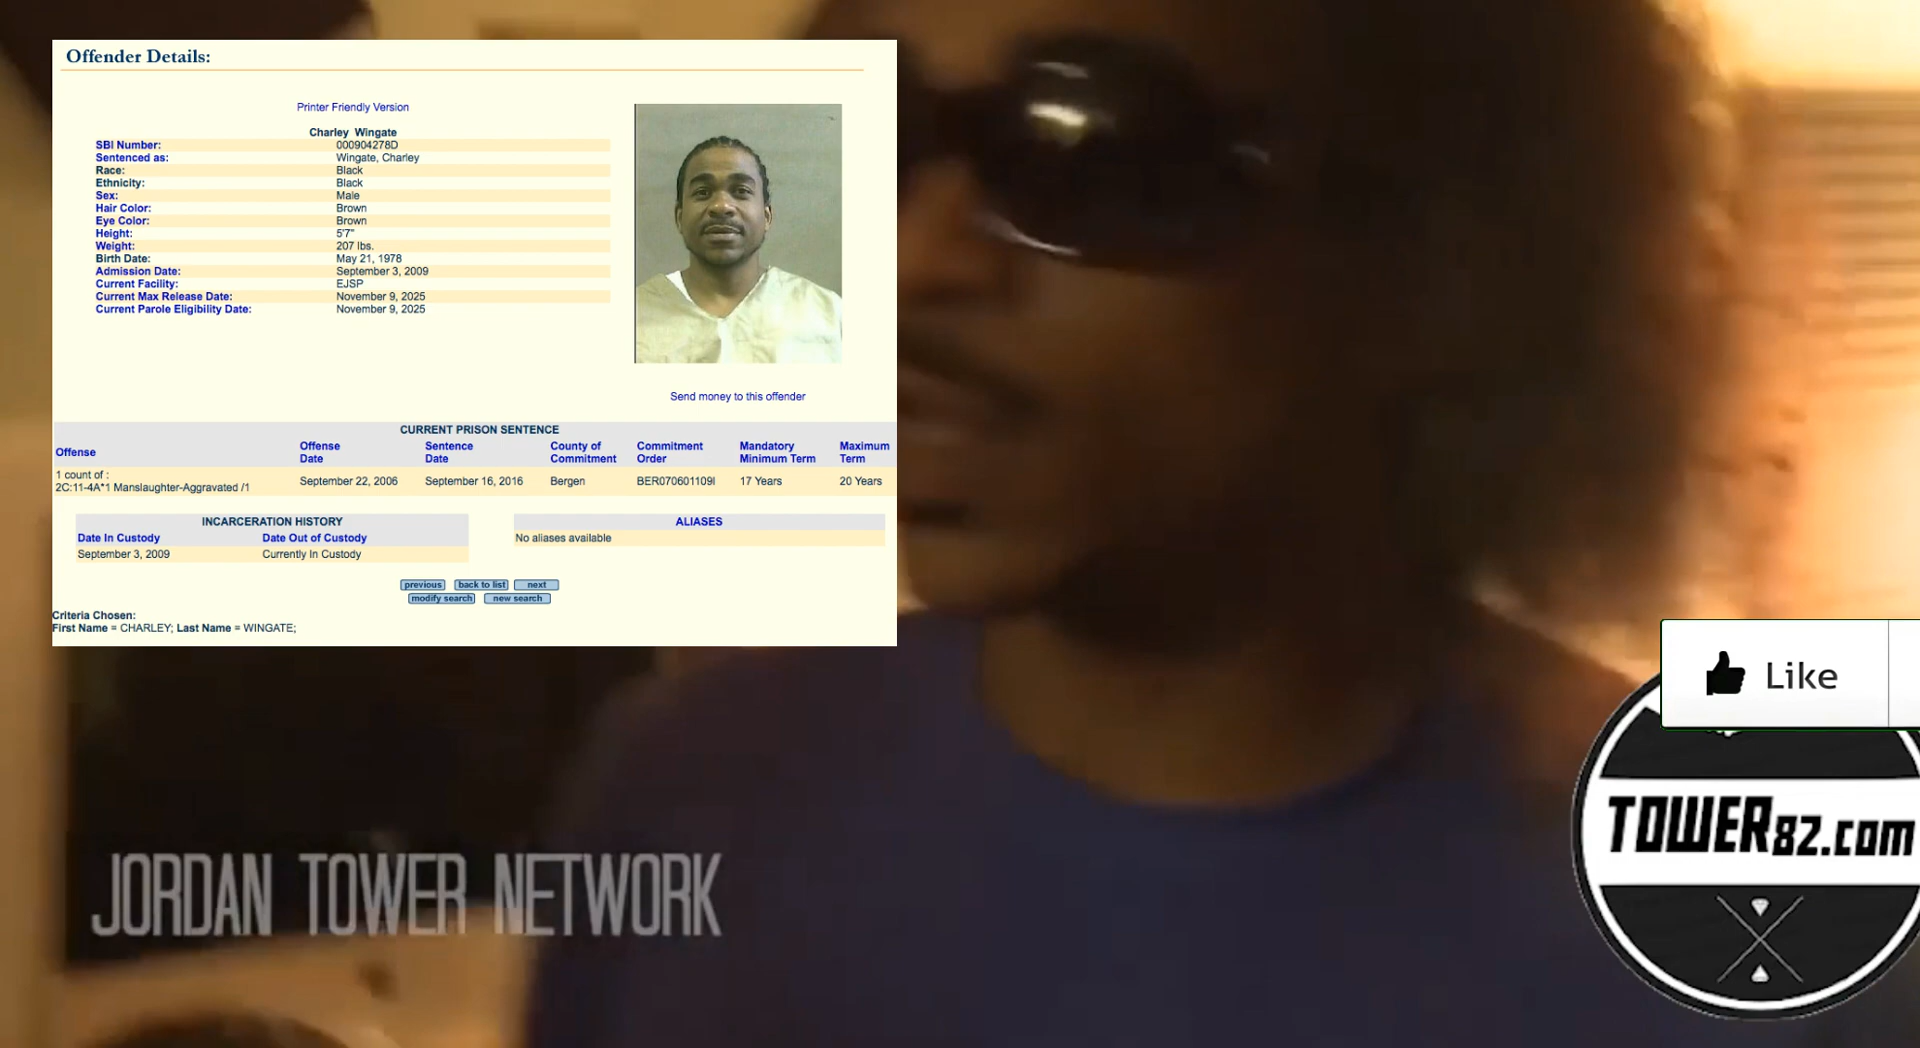 Offender Details:
Printer Friendly Version
Charley Wingate
SBI Number: 000904278D
Sentenced as: Wingate, Charley
Race: Black
Ethnicity: Black
Sex: Male
Hair Color: Brown
Eye Color: Brown
Height: 5'7"
Weight: 207 lbs.
Birth Date: May 21, 1978
Admission Date: September 3, 2009
Current Facility: EJSP
Current Max Release Date: November 9, 2025
Current Parole Eligibility Date: November 9, 2025
Send money to this offender
CURRENT PRISON SENTENCE
Offense Offense Date Sentence Date County of Commitment Commitment Order Mandatory Minimum Term Maximum Term
1 count of :
2C:11-4A*1 Manslaughter-Aggravated /1 September 22, 2006 September 16, 2016 Bergen BER070601109I 17 Years 20 Years
INCARCERATION HISTORY
Date In Custody Date Out of Custody
September 3, 2009 Currently In Custody
ALIASES
No aliases available
previous back to list next
modify search new search
Criteria Chosen:
First Name = CHARLEY; Last Name = WINGATE;
Like
TOWER82.com
JORDAN TOWER NETWORK